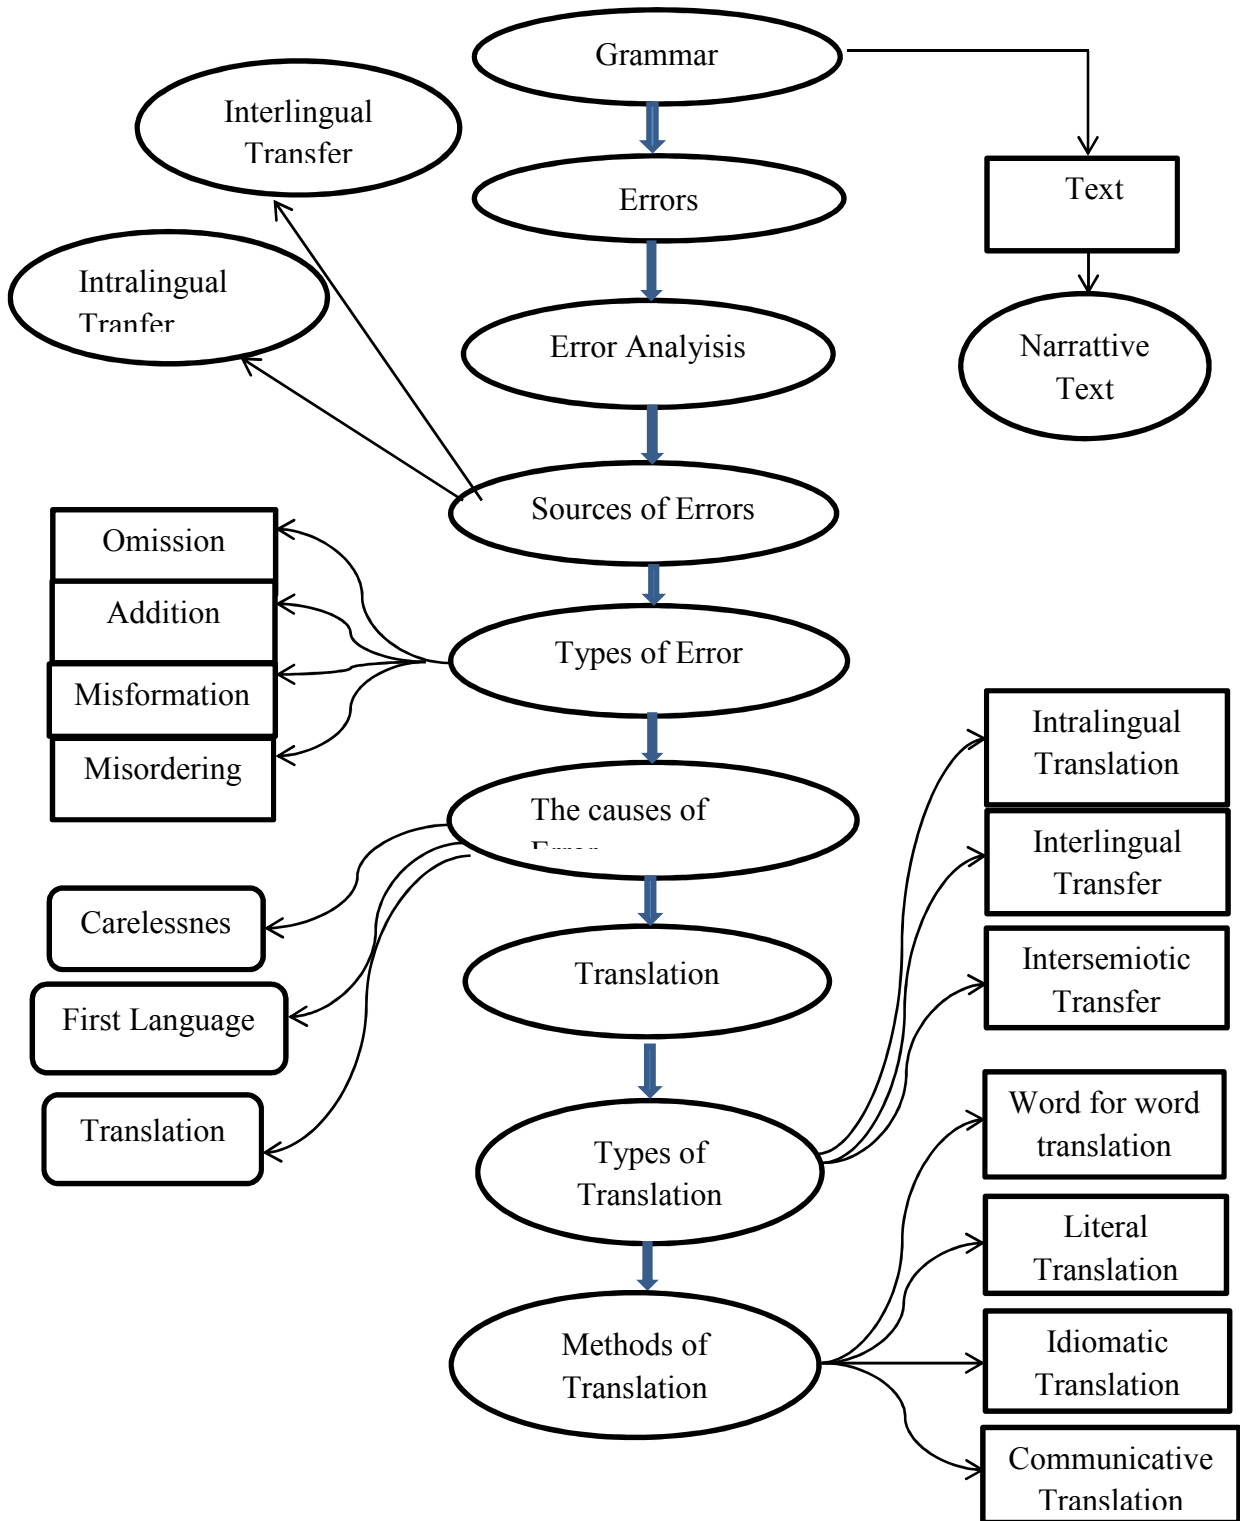 Grammar
Interlingual
Transfer
Text
Errors
Intralingual
Tranfer
Narrattive
Text
Error Analyisis
Sources of Errors
Omission
Addition
Types of Error
Misformation
Misordering
Intralingual
Translation
The causes of
Error
Interlingual
Transfer
Carelessnes
Translation
Intersemiotic
Transfer
First Language
Word for word
translation
Translation
Types of
Translation
Literal
Translation
Methods of
Translation
Idiomatic
Translation
Communicative
Translation